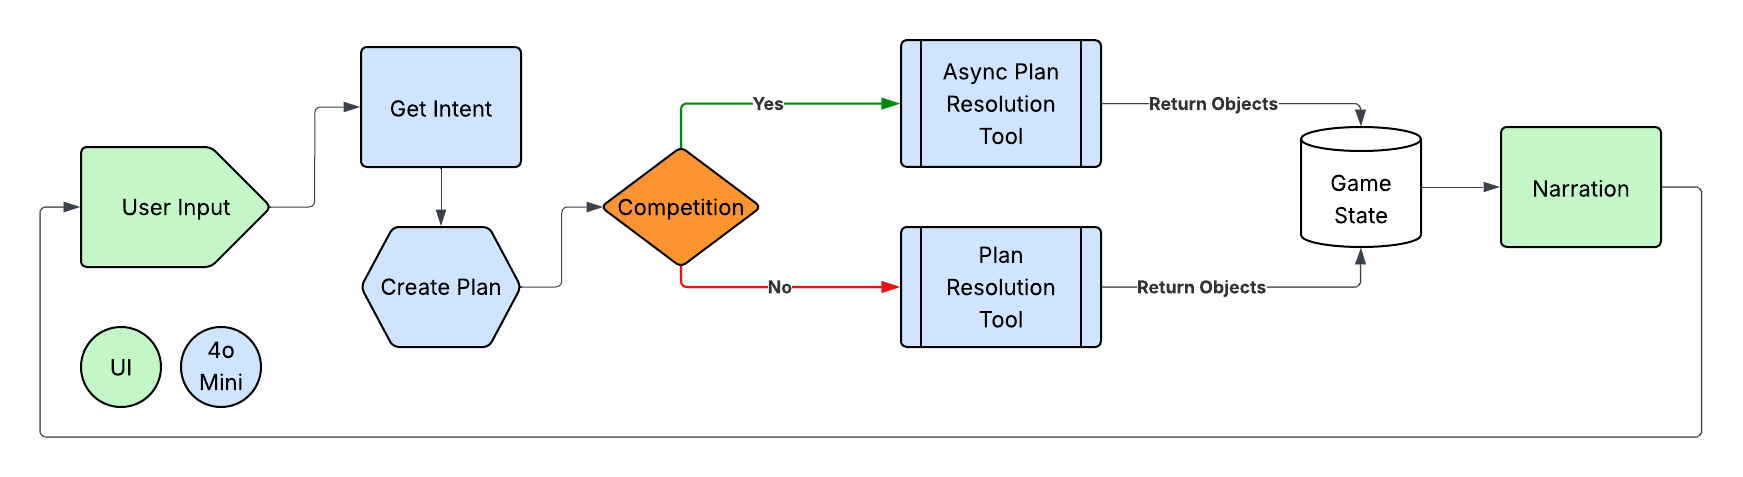 User Input
Get Intent
Create Plan
Competition
Yes
No
Async Plan
Resolution
Tool
Plan
Resolution
Tool
Return Objects
Return Objects
Game
State
Narration
UI
4o
Mini